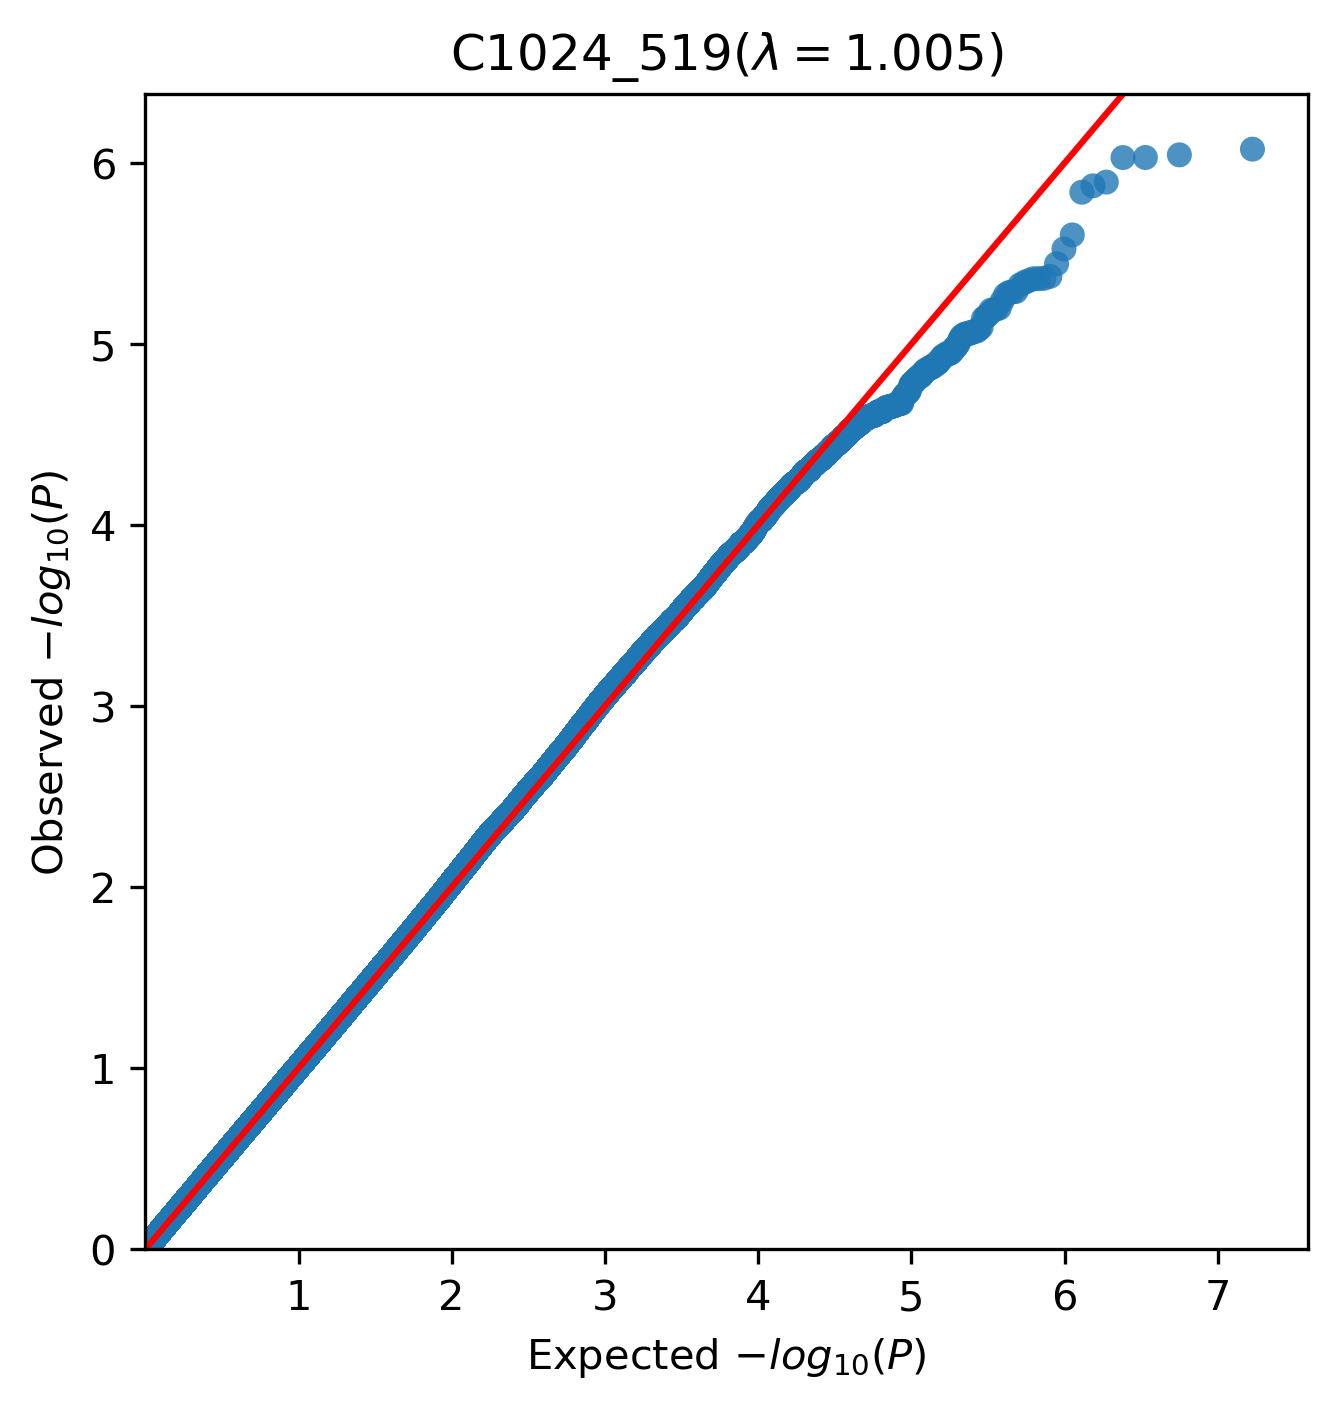 C1024_519(λ = 1.005)
6
5
4
3
2
1
0
Observed −log₁₀(P)
1 2 3 4 5 6 7
Expected −log₁₀(P)